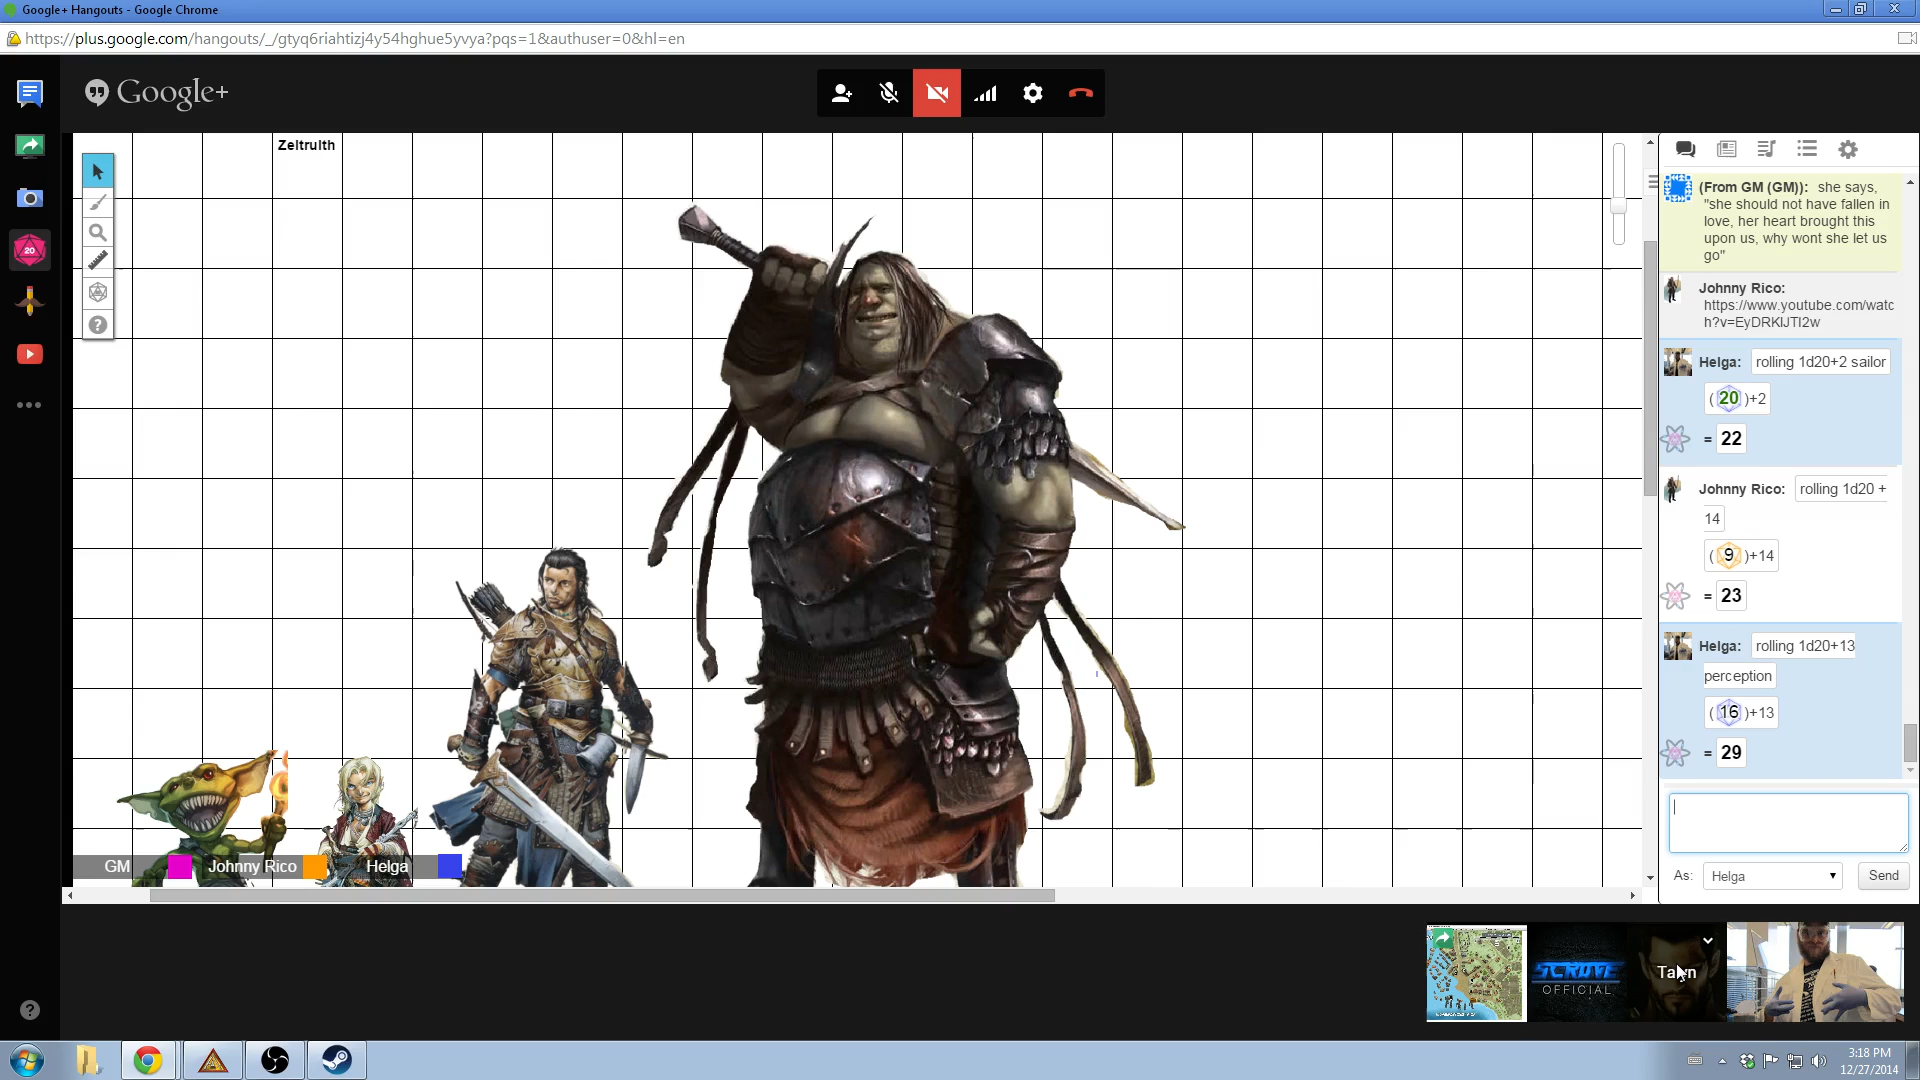 Google+ Hangouts - Google Chrome
https://plus.google.com/hangouts/_/gtyq6riahtizj4y54hghue5yvya?pqs=1&authuser=0&hl=en
Google+
Zeltruith
20
(From GM (GM)): she says,
"she should not have fallen in
love, her heart brought this
upon us, why wont she let us
go"
Johnny Rico:
https://www.youtube.com/watc
h?v=EyDRKlJTI2w
Helga: rolling 1d20+2 sailor
(20)+2
= 22
Johnny Rico: rolling 1d20 +
14
(9)+14
= 23
Helga: rolling 1d20+13
perception
(16)+13
= 29
GM
Johnny Rico
Helga
As: Helga
Send
SCRUVE
OFFICIAL
3:18 PM
12/27/2014